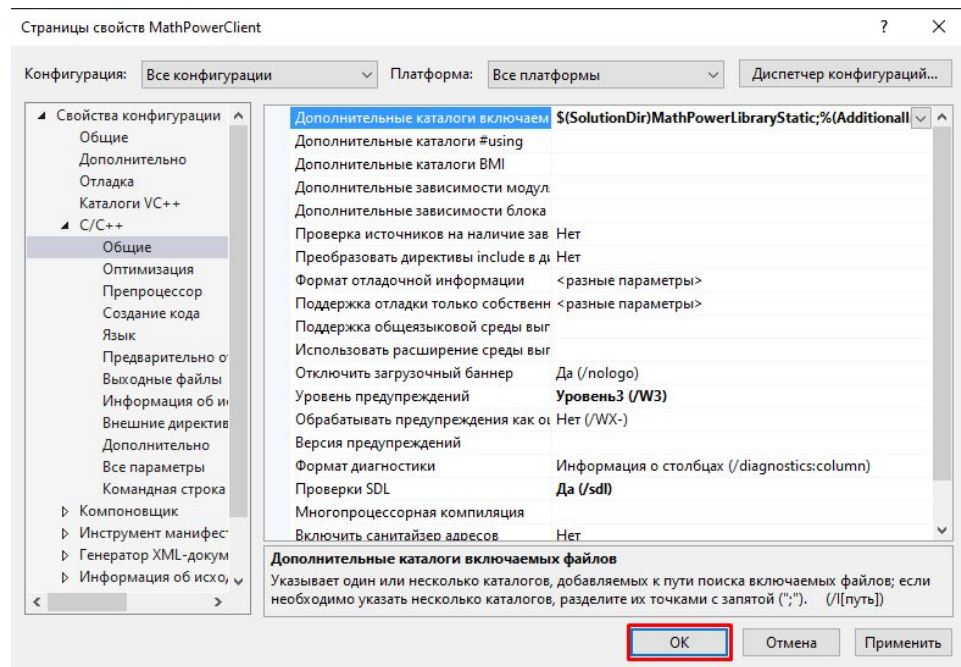 Страницы свойств MathPowerClient ? ×
Конфигурация: Все конфигурации Платформа: Все платформы Диспетчер конфигураций...
Свойства конфигурации
Общие
Дополнительно
Отладка
Каталоги VC++
C/C++
Общие
Оптимизация
Препроцессор
Создание кода
Язык
Предварительно о
Выходные файлы
Информация об и
Внешние директив
Дополнительно
Все параметры
Командная строка
Компоновщик
Инструмент манифес
Генератор XML-докум
Информация об исхо
Дополнительные каталоги включаем $(SolutionDir)MathPowerLibraryStatic;%(AdditionalI
Дополнительные каталоги #using
Дополнительные каталоги BMI
Дополнительные зависимости модул
Дополнительные зависимости блока
Проверка источников на наличие зав Нет
Преобразовать директивы include в д Нет
Формат отладочной информации <разные параметры>
Поддержка отладки только собственн <разные параметры>
Поддержка общеязыковой среды вып
Использовать расширение среды вып
Отключить загрузочный баннер Да (/nologo)
Уровень предупреждений Уровень3 (/W3)
Обрабатывать предупреждения как о Нет (/WX-)
Версия предупреждений
Формат диагностики Информация о столбцах (/diagnostics:column)
Проверки SDL Да (/sdl)
Многопроцессорная компиляция
Включить санитайзер адресов Нет
Дополнительные каталоги включаемых файлов
Указывает один или несколько каталогов, добавляемых к пути поиска включаемых файлов; если
необходимо указать несколько каталогов, разделите их точками с запятой (";"). (/I[путь])
ОК Отмена Применить